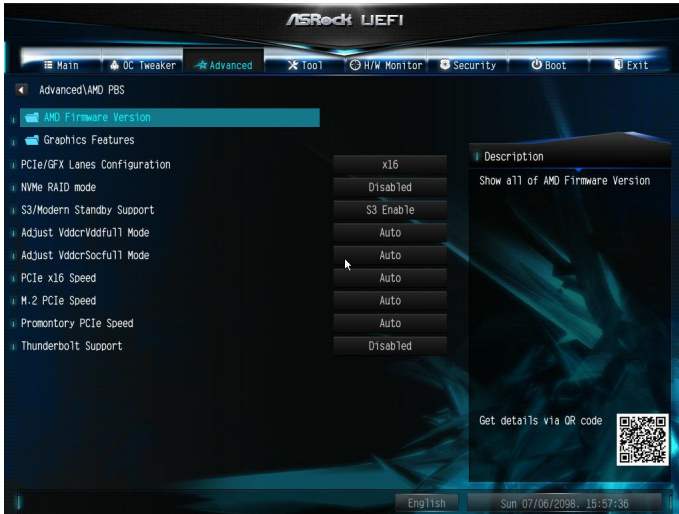 ASRock UEFI
Main OC Tweaker Advanced Tool H/W Monitor Security Boot Exit
Advanced\AMD PBS
AMD Firmware Version
Graphics Features
PCIe/GFX Lanes Configuration x16
NVMe RAID mode Disabled
S3/Modern Standby Support S3 Enable
Adjust VddcrVddfull Mode Auto
Adjust VddcrSocfull Mode Auto
PCIe x16 Speed Auto
M.2 PCIe Speed Auto
Promontory PCIe Speed Auto
Thunderbolt Support Disabled
Description
Show all of AMD Firmware Version
Get details via QR code
English Sun 07/06/2098, 15:57:36